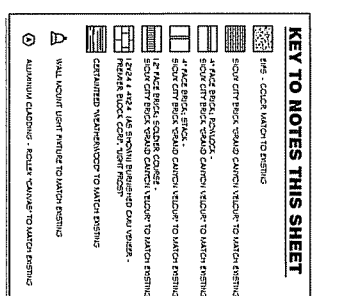 KEY TO NOTES THIS SHEET
EIFS - COLOR MATCH TO EXISTING
SIOUX CITY BRICK 'GRAND CANYON VELOUR' TO MATCH EXISTING
4" FACE BRICK, ROWLOCK -
SIOUX CITY BRICK 'GRAND CANYON VELOUR' TO MATCH EXISTING
4" FACE BRICK, STACK -
SIOUX CITY BRICK 'GRAND CANYON VELOUR' TO MATCH EXISTING
12" FACE BRICK, SOLDIER COURSE -
SIOUX CITY BRICK 'GRAND CANYON VELOUR' TO MATCH EXISTING
12X24 & 4X24 (AS SHOWN) BURNISHED CMU VENEER -
PREMIER BLOCK CORP. 'LIGHT FROST'
CERTAINTEED 'WEATHERWOOD' TO MATCH EXISTING
WALL MOUNT LIGHT FIXTURE TO MATCH EXISTING
A
ALUMINUM CLADDING - ROLLEX 'CANVAS' TO MATCH EXISTING